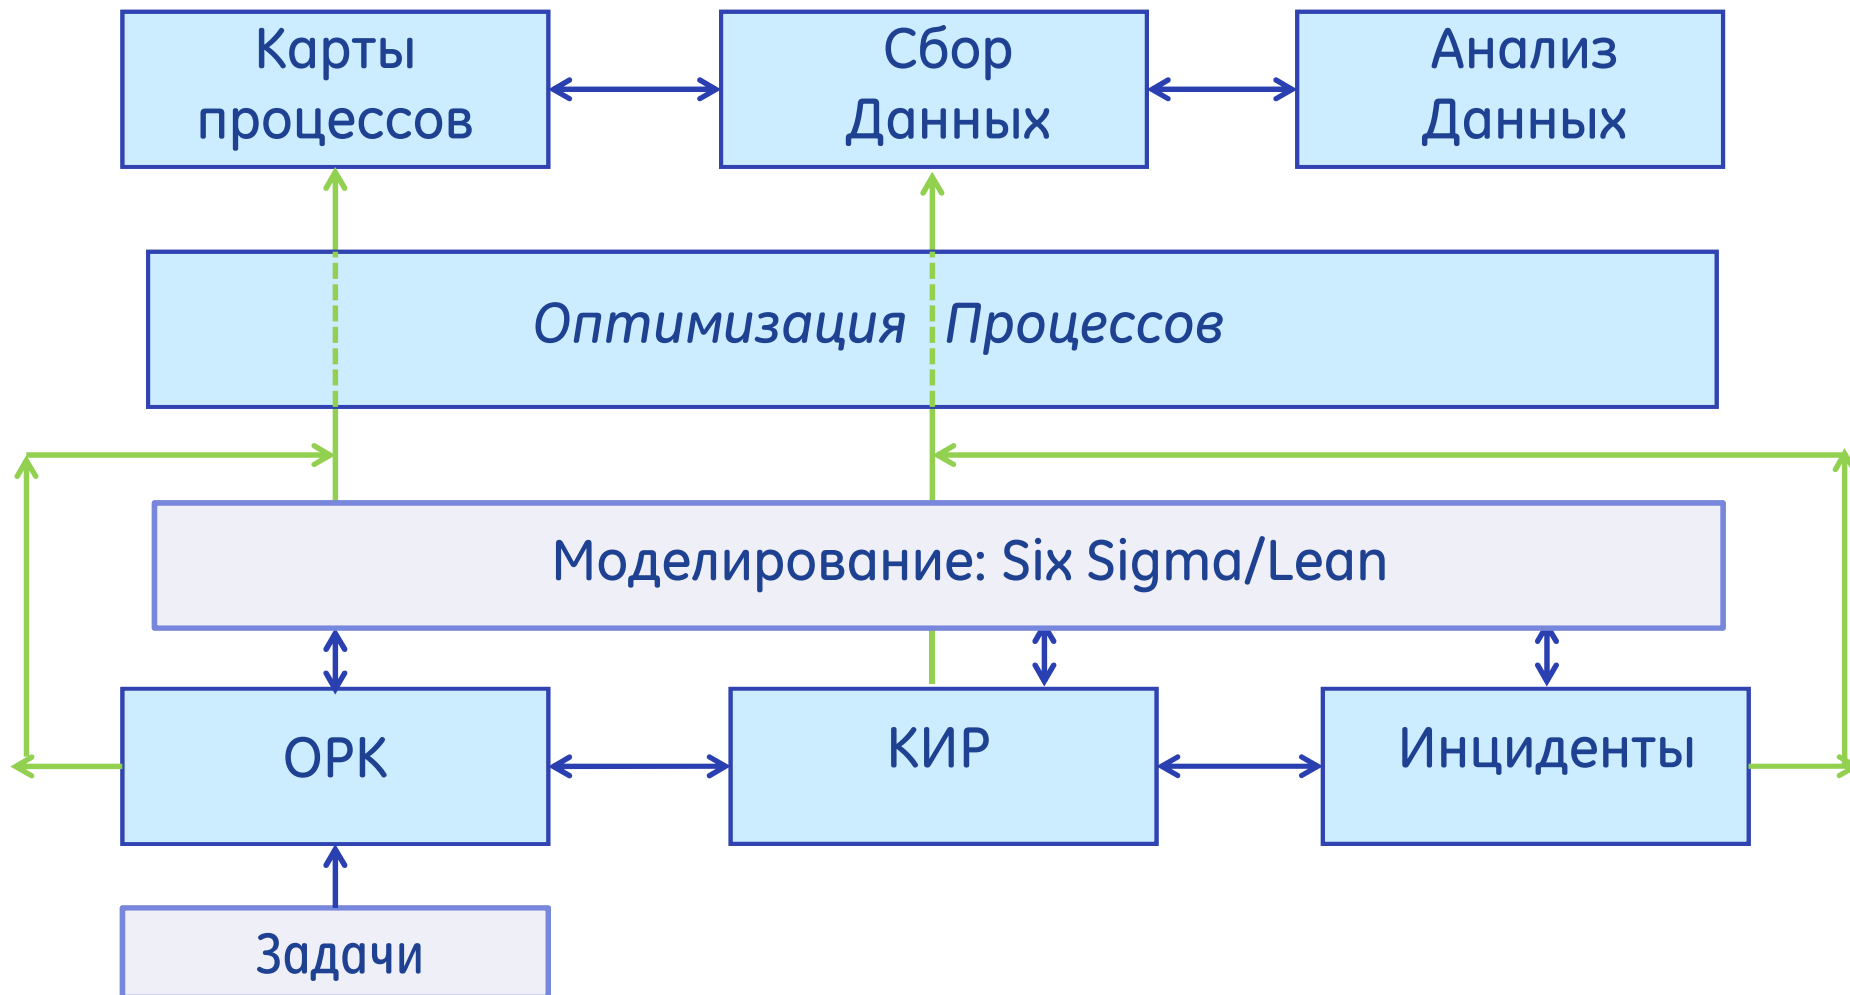 Карты
процессов
Сбор
Данных
Анализ
Данных
Оптимизация Процессов
Моделирование: Six Sigma/Lean
ОРК
КИР
Инциденты
Задачи